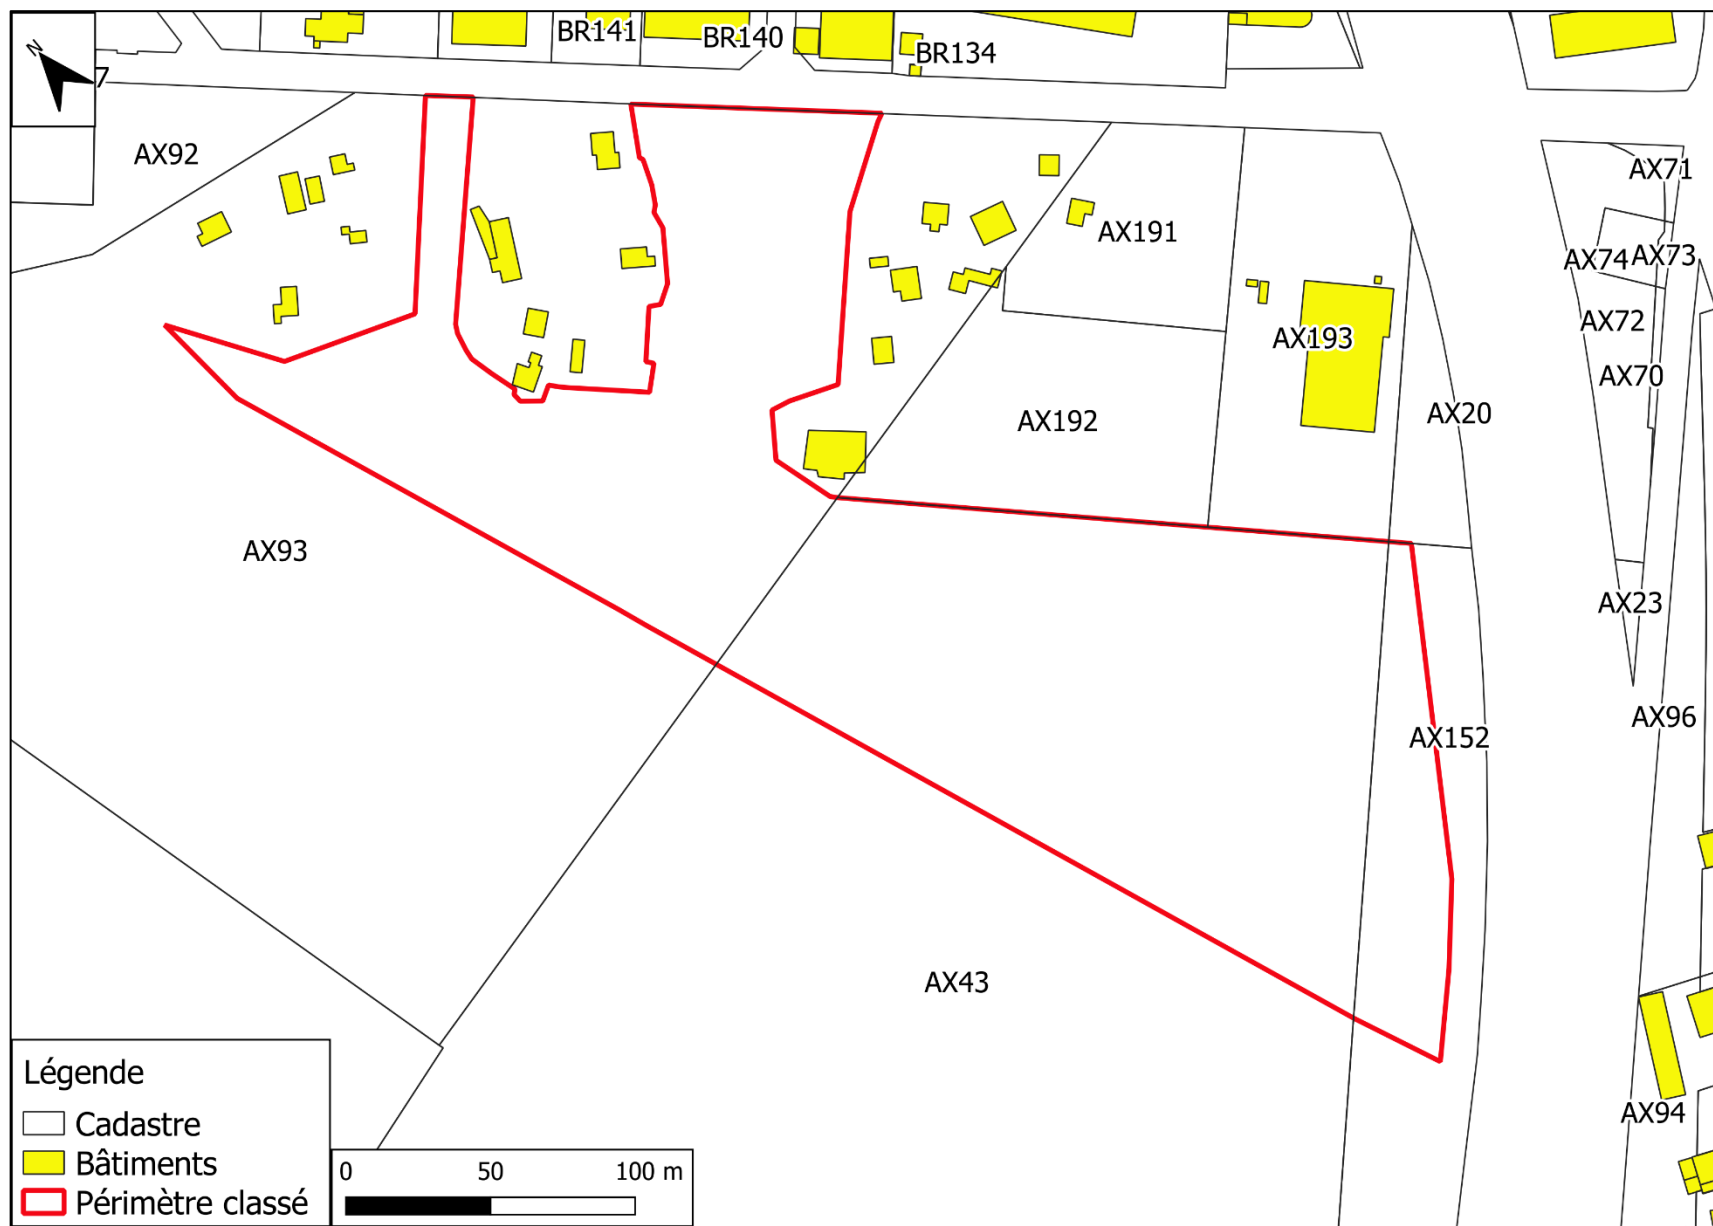 BR141
BR140
BR134
N
7
AX92
AX71
AX191
AX74
AX73
AX72
AX193
AX70
AX20
AX192
AX93
AX23
AX96
AX152
AX43
AX94
Légende
Cadastre
Bâtiments
Périmètre classé
0 50 100 m